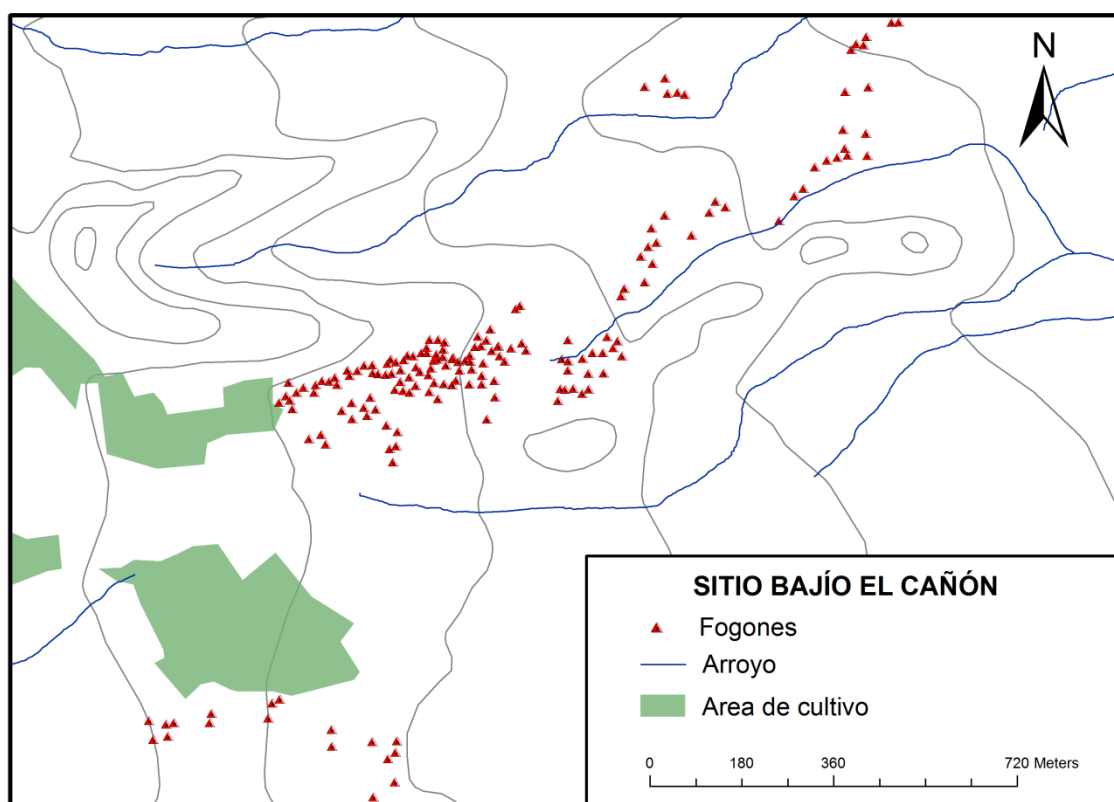 N
SITIO BAJÍO EL CAÑÓN
Fogones
Arroyo
Area de cultivo
0 180 360 720 Meters